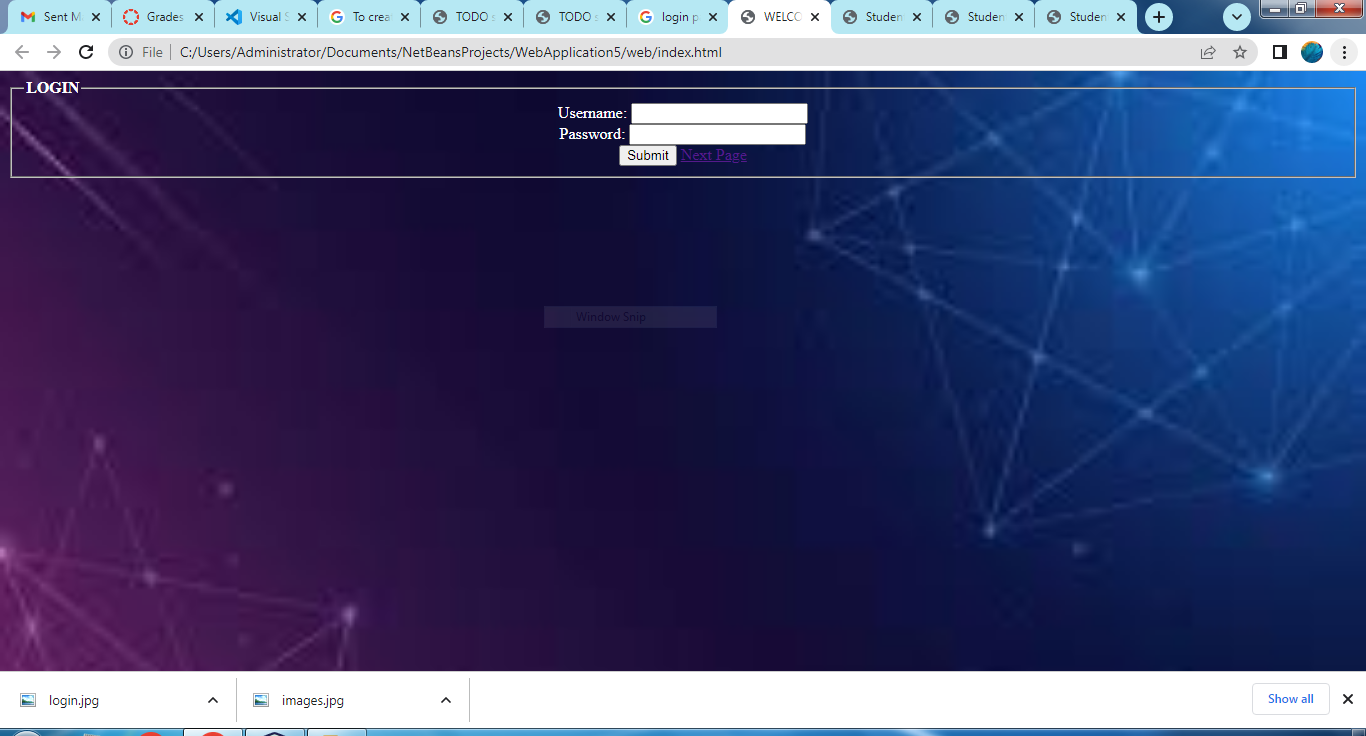 Sent M
Grades
Visual S
To crea
TODO s
TODO s
login p
WELCO
Studen
Studen
Studen
File
C:/Users/Administrator/Documents/NetBeansProjects/WebApplication5/web/index.html
LOGIN
Username:
Password:
Submit Next Page
Window Snip
login.jpg
images.jpg
Show all